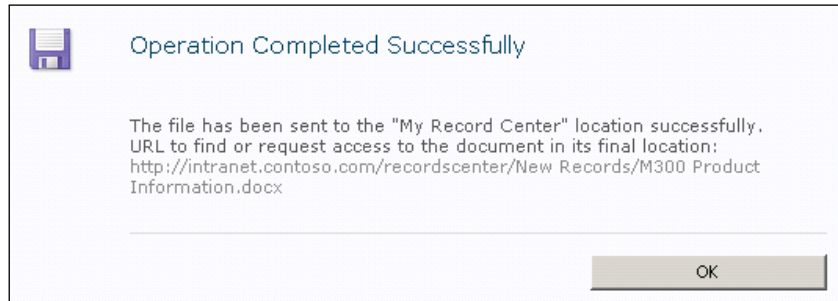 Operation Completed Successfully
The file has been sent to the "My Record Center" location successfully.
URL to find or request access to the document in its final location:
http://intranet.contoso.com/recordscenter/New Records/M300 Product
Information.docx
OK